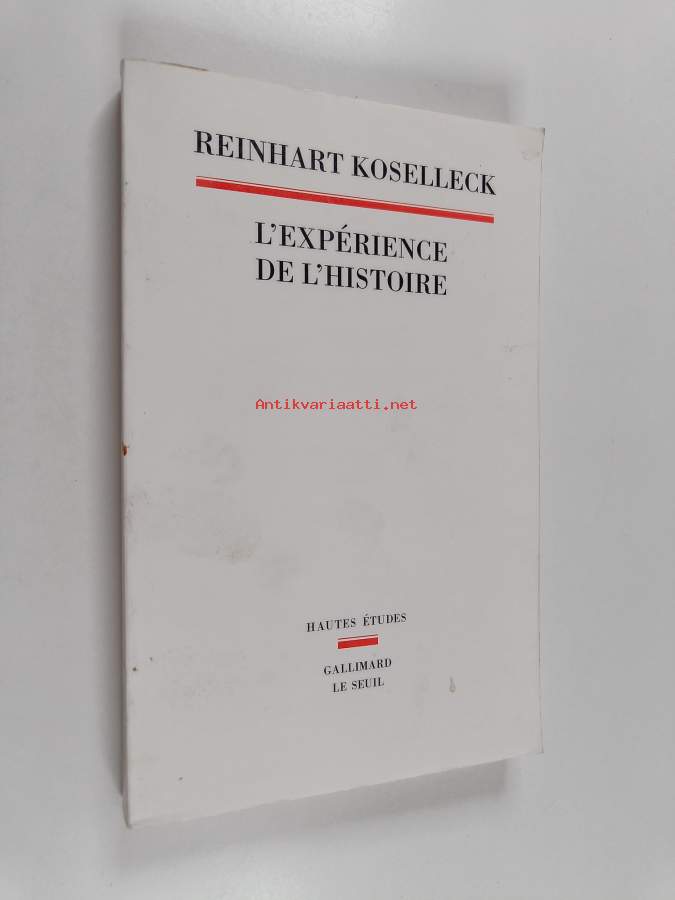 REINHART KOSELLECK
L'EXPÉRIENCE
DE L'HISTOIRE
Antikvariaatti.net
HAUTES ÉTUDES
GALLIMARD
LE SEUIL